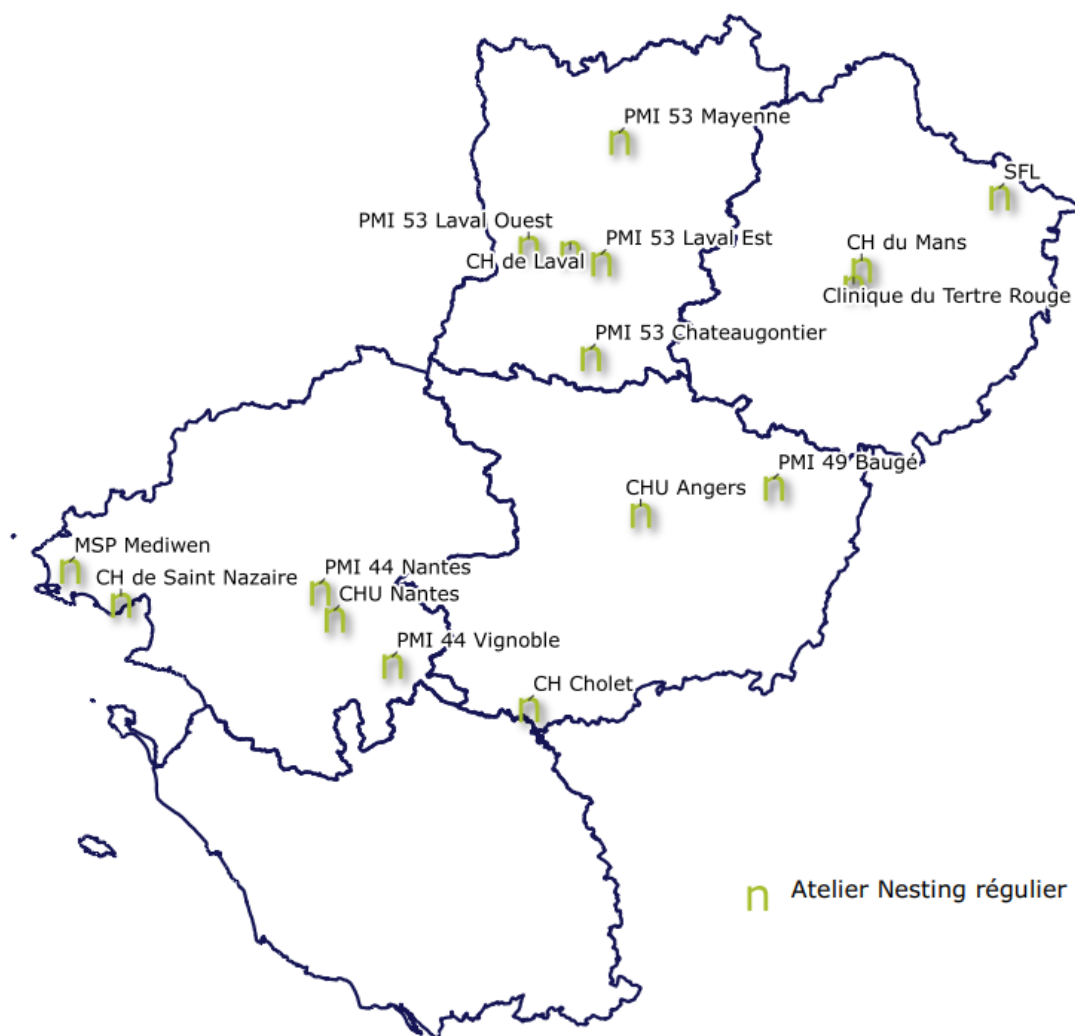 PMI 53 Mayenne
SFL
PMI 53 Laval Ouest
PMI 53 Laval Est
CH du Mans
CH de Laval
Clinique du Tertre Rouge
PMI 53 Chateaugontier
PMI 49 Baugé
CHU Angers
MSP Mediwen
PMI 44 Nantes
CH de Saint Nazaire
CHU Nantes
PMI 44 Vignoble
CH Cholet
n Atelier Nesting régulier